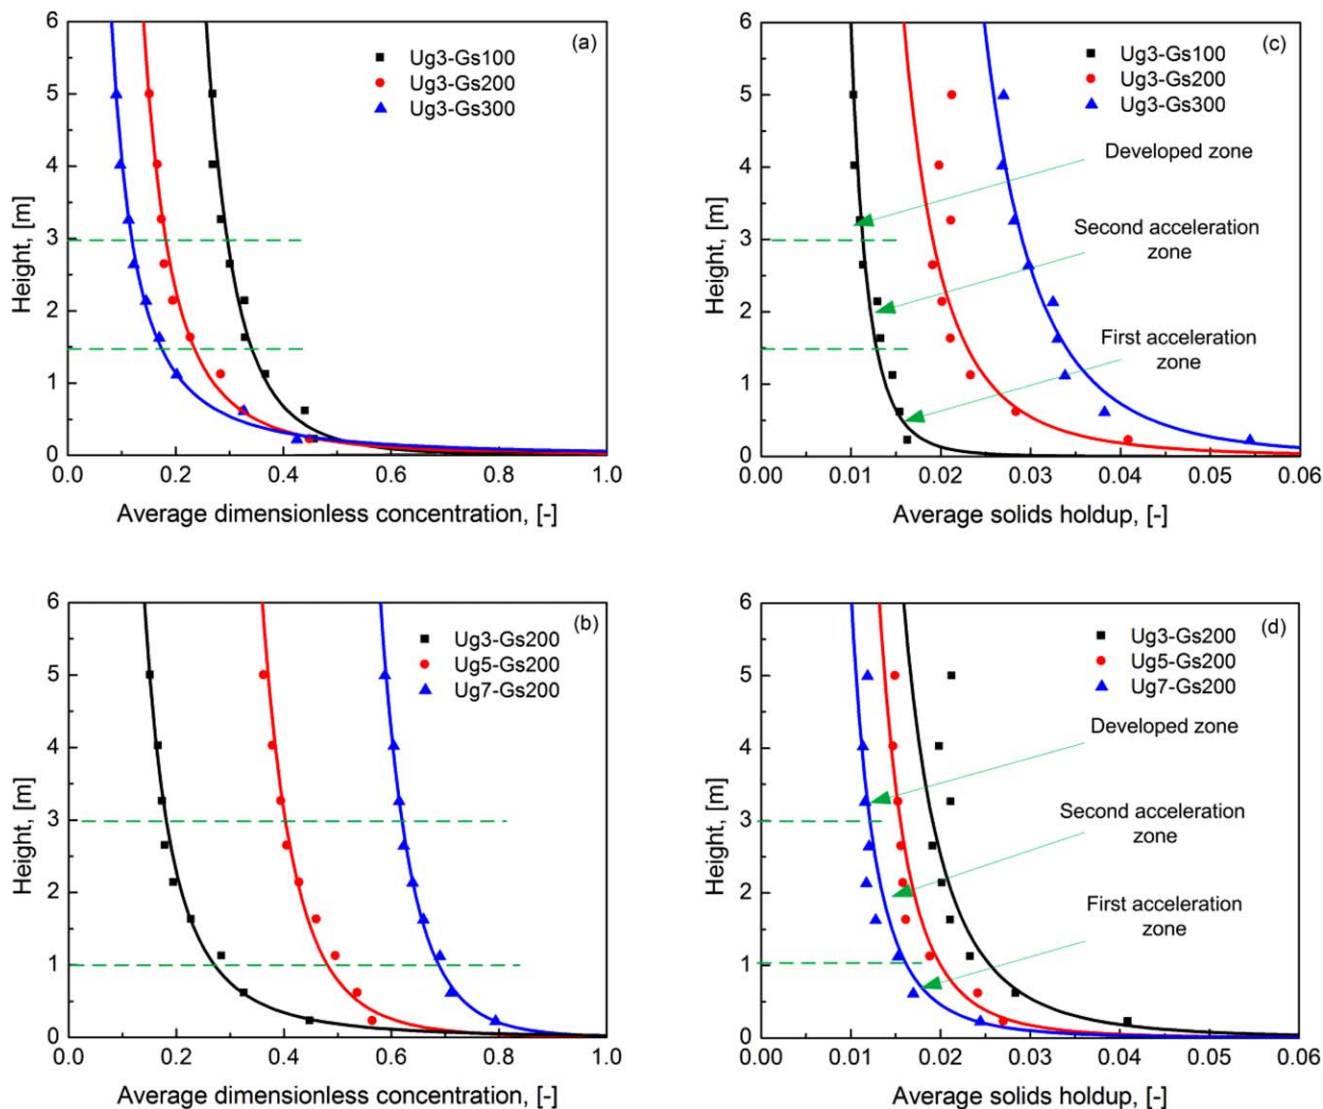 (a)
Ug3-Gs100
Ug3-Gs200
Ug3-Gs300
6
5
4
3
2
1
0
Height, [m]
0.0 0.2 0.4 0.6 0.8 1.0
Average dimensionless concentration, [-]
(c)
Ug3-Gs100
Ug3-Gs200
Ug3-Gs300
Developed zone
Second acceleration
zone
First acceleration
zone
6
5
4
3
2
1
0
Height, [m]
0.00 0.01 0.02 0.03 0.04 0.05 0.06
Average solids holdup, [-]
(b)
Ug3-Gs200
Ug5-Gs200
Ug7-Gs200
6
5
4
3
2
1
0
Height, [m]
0.0 0.2 0.4 0.6 0.8 1.0
Average dimensionless concentration, [-]
(d)
Ug3-Gs200
Ug5-Gs200
Ug7-Gs200
Developed zone
Second acceleration
zone
First acceleration
zone
6
5
4
3
2
1
0
Height, [m]
0.00 0.01 0.02 0.03 0.04 0.05 0.06
Average solids holdup, [-]